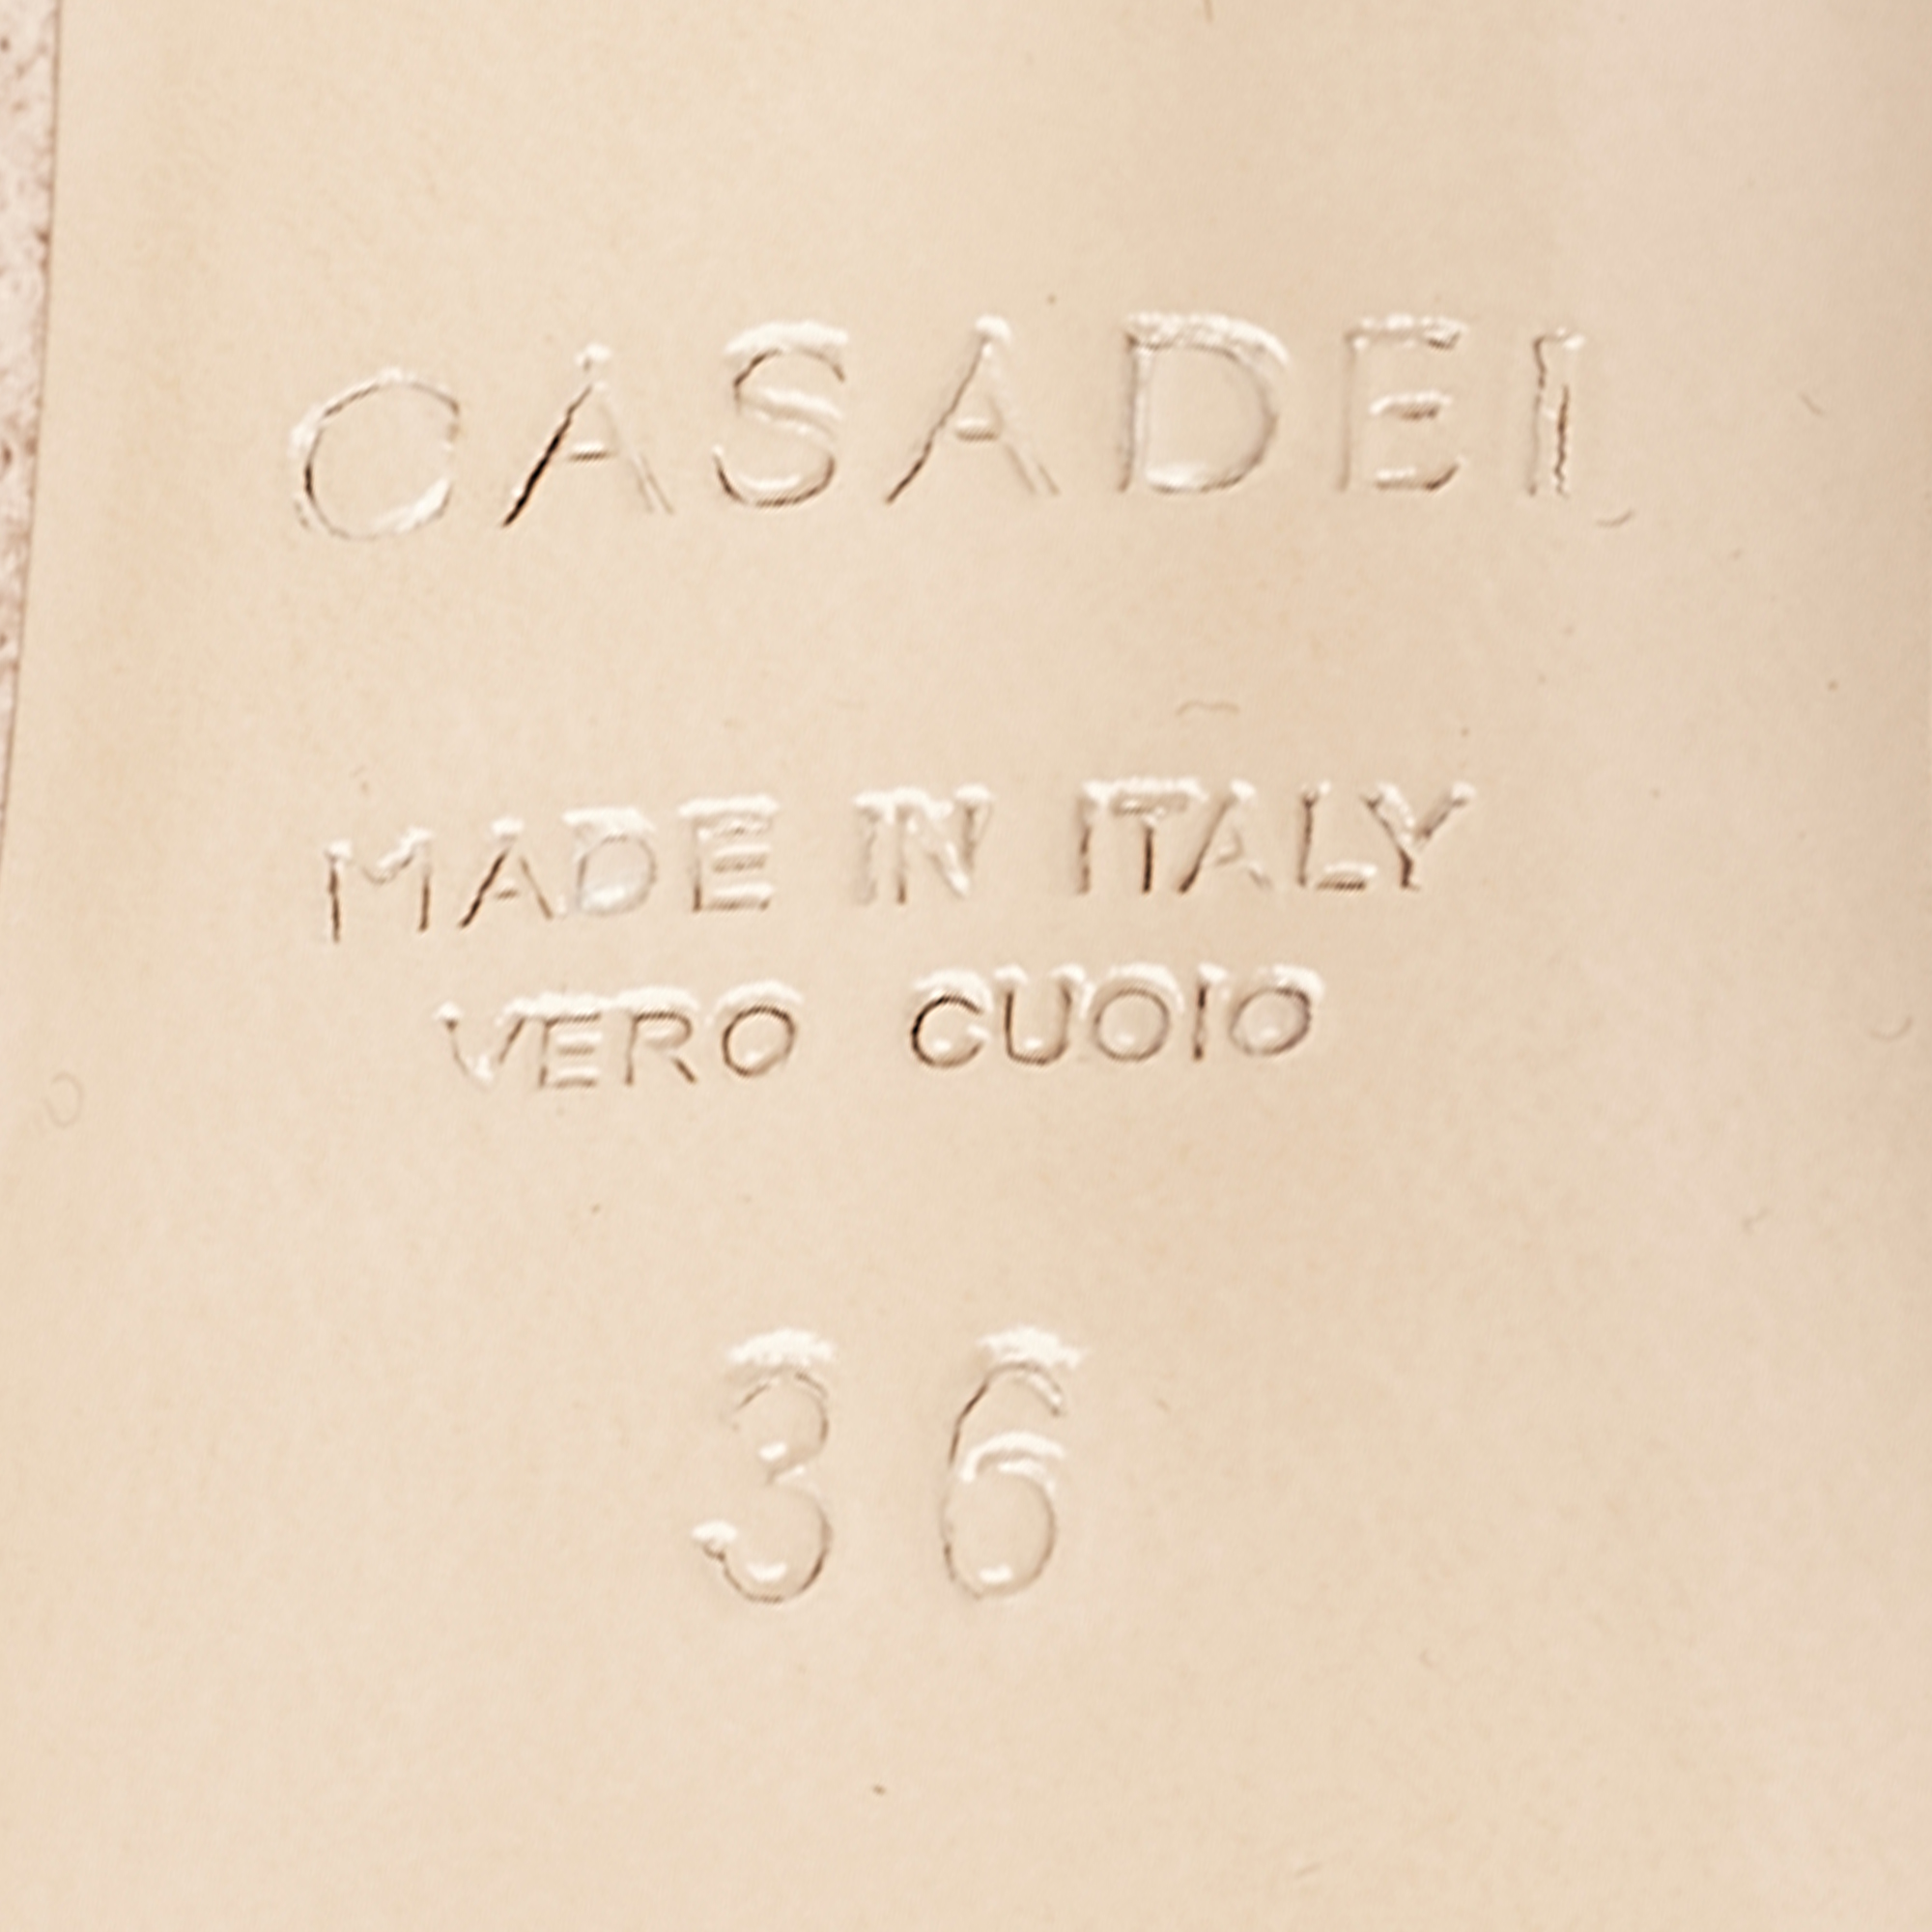 CASADEI
MADE IN ITALY
VERO CUOIO
36